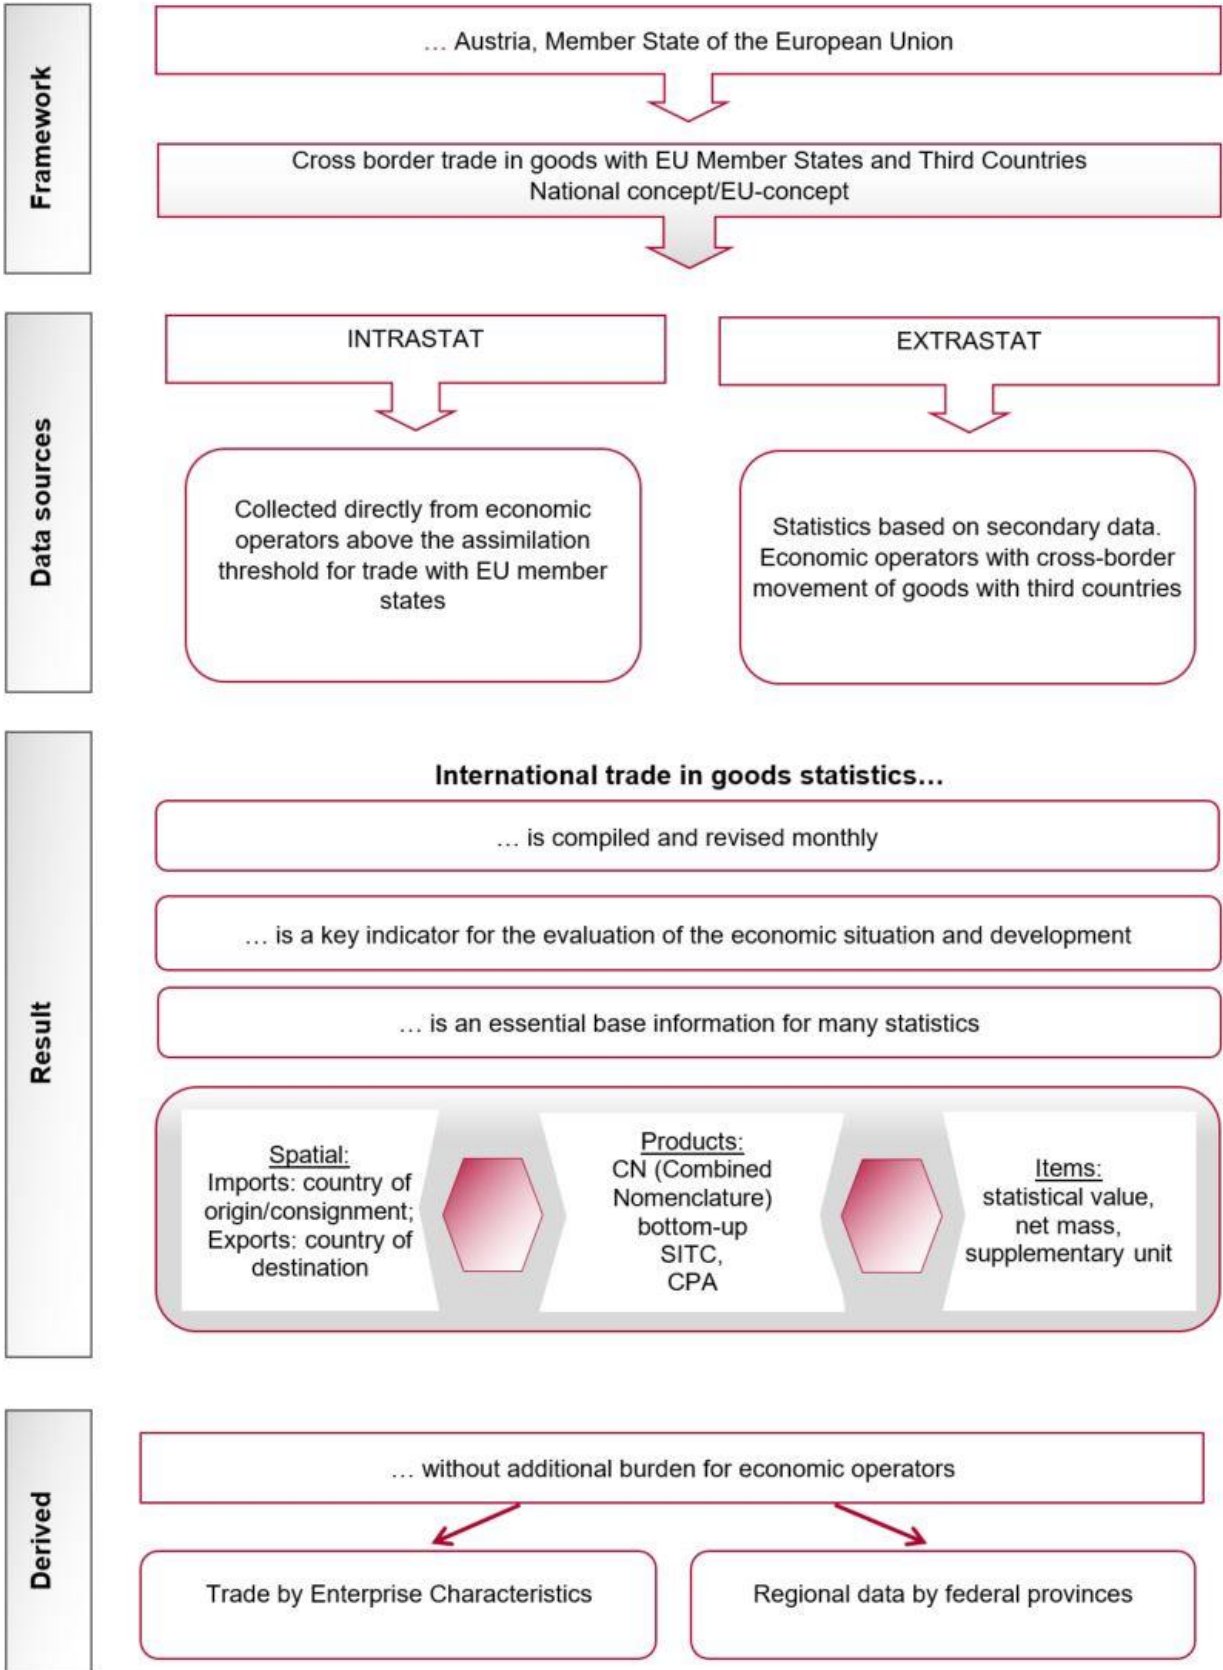 Framework
… Austria, Member State of the European Union
Cross border trade in goods with EU Member States and Third Countries
National concept/EU-concept
Data sources
INTRASTAT
Collected directly from economic
operators above the assimilation
threshold for trade with EU member
states
EXTRASTAT
Statistics based on secondary data.
Economic operators with cross-border
movement of goods with third countries
Result
International trade in goods statistics…
… is compiled and revised monthly
… is a key indicator for the evaluation of the economic situation and development
… is an essential base information for many statistics
Spatial:
Imports: country of
origin/consignment;
Exports: country of
destination
Products:
CN (Combined
Nomenclature)
bottom-up
SITC,
CPA
Items:
statistical value,
net mass,
supplementary unit
Derived
… without additional burden for economic operators
Trade by Enterprise Characteristics
Regional data by federal provinces